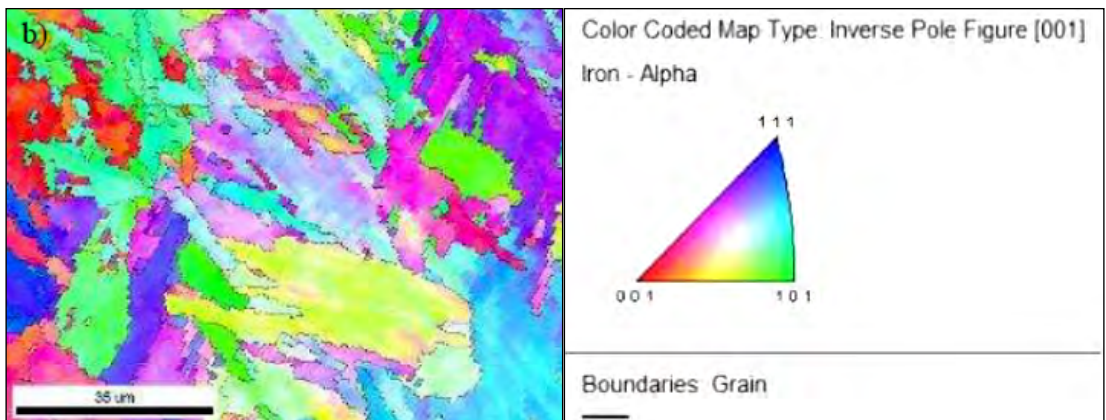 b)
35 um
Color Coded Map Type: Inverse Pole Figure [001]
Iron - Alpha
1 1 1
0 0 1
1 0 1
Boundaries: Grain